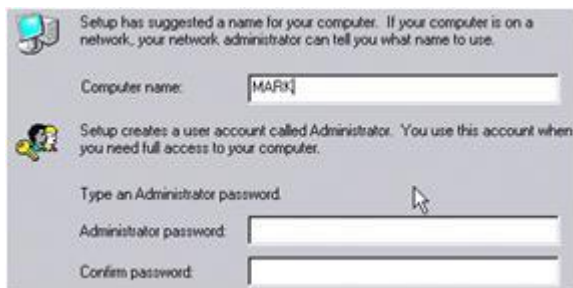 Setup has suggested a name for your computer. If your computer is on a
network, your network administrator can tell you what name to use.
Computer name: MARK
Setup creates a user account called Administrator. You use this account when
you need full access to your computer.
Type an Administrator password.
Administrator password:
Confirm password: